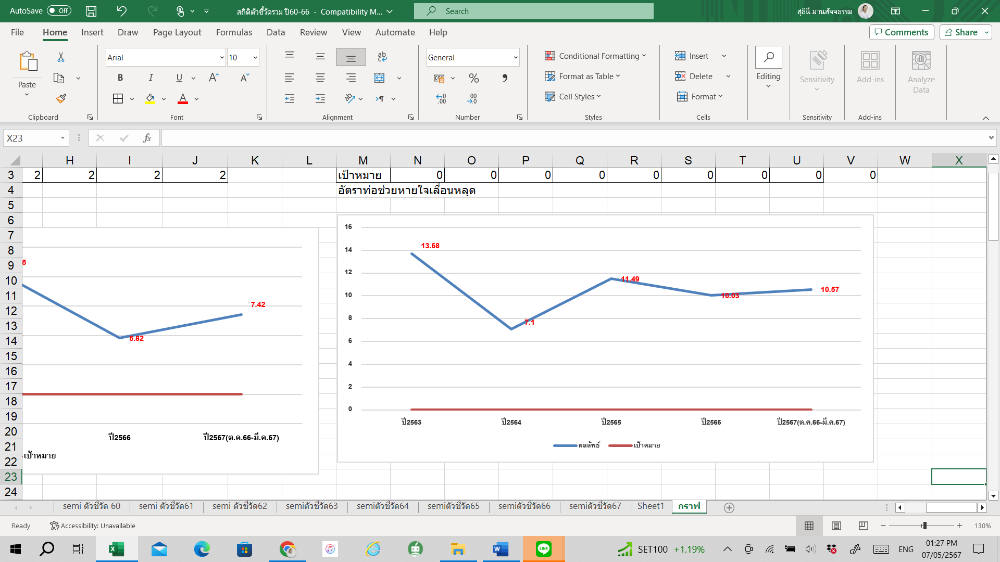 AutoSave Off สถิติตัวชี้วัดรวม ปี60-66 - Compatibility M... Search สุธินี มานสัจจธรรม
File Home Insert Draw Page Layout Formulas Data Review View Automate Help Comments Share
Paste
Clipboard
Arial 10
B I U A A
A
Font
ab
Alignment
General
%
Number
Conditional Formatting
Format as Table
Cell Styles
Styles
Insert
Delete
Format
Cells
Editing
Sensitivity
Sensitivity
Add-ins
Add-ins
Analyze
Data
X23 fx
H I J K L M N O P Q R S T U V W X
3 2 2 2 2 เป้าหมาย 0 0 0 0 0 0 0 0 0
4 อัตราท่อช่วยหายใจเลื่อนหลุด
5
6
7
8
9
10
11
12
13
14
15
16
17
18
19
20
21
22
23
24
5
5.82
7.42
ปี2566 ปี2567(ต.ค.66-มี.ค.67)
เป้าหมาย
16
14
12
10
8
6
4
2
0
13.68
7.1
11.49
10.03
10.57
ปี2563 ปี2564 ปี2565 ปี2566 ปี2567(ต.ค.66-มี.ค.67)
ผลลัพธ์ เป้าหมาย
semi ตัวชี้วัด 60 semi ตัวชี้วัด61 semi ตัวชี้วัด62 semiตัวชี้วัด63 semiตัวชี้วัด64 semiตัวชี้วัด65 semiตัวชี้วัด66 semiตัวชี้วัด67 Sheet1 กราฟ
Ready Accessibility: Unavailable 130%
LINE
SET100 +1.19% ENG
01:27 PM
07/05/2567